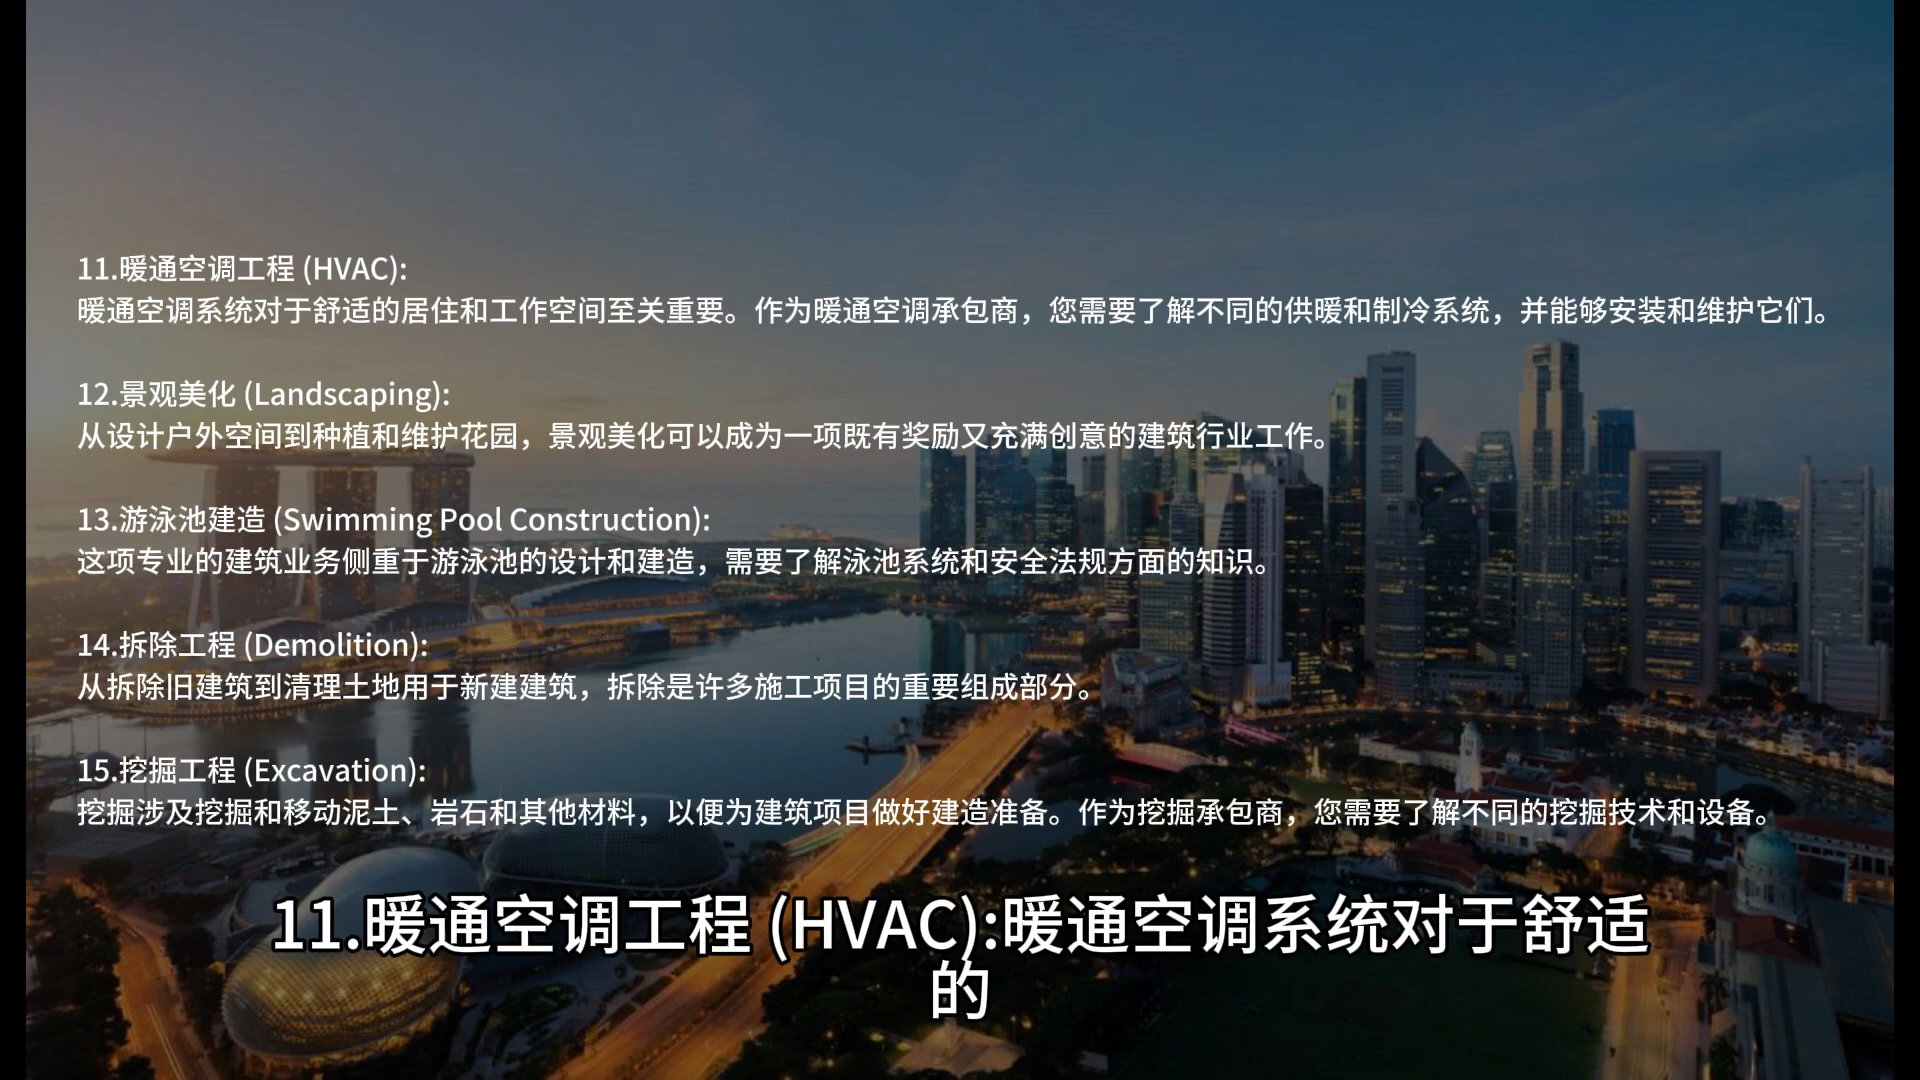 11.暖通空调工程 (HVAC):
暖通空调系统对于舒适的居住和工作空间至关重要。作为暖通空调承包商，您需要了解不同的供暖和制冷系统，并能够安装和维护它们。
12.景观美化 (Landscaping):
从设计户外空间到种植和维护花园，景观美化可以成为一项既有奖励又充满创意的建筑行业工作。
13.游泳池建造 (Swimming Pool Construction):
这项专业的建筑业务侧重于游泳池的设计和建造，需要了解泳池系统和安全法规方面的知识。
14.拆除工程 (Demolition):
从拆除旧建筑到清理土地用于新建建筑，拆除是许多施工项目的重要组成部分。
15.挖掘工程 (Excavation):
挖掘涉及挖掘和移动泥土、岩石和其他材料，以便为建筑项目做好建造准备。作为挖掘承包商，您需要了解不同的挖掘技术和设备。
11.暖通空调工程 (HVAC):暖通空调系统对于舒适
的